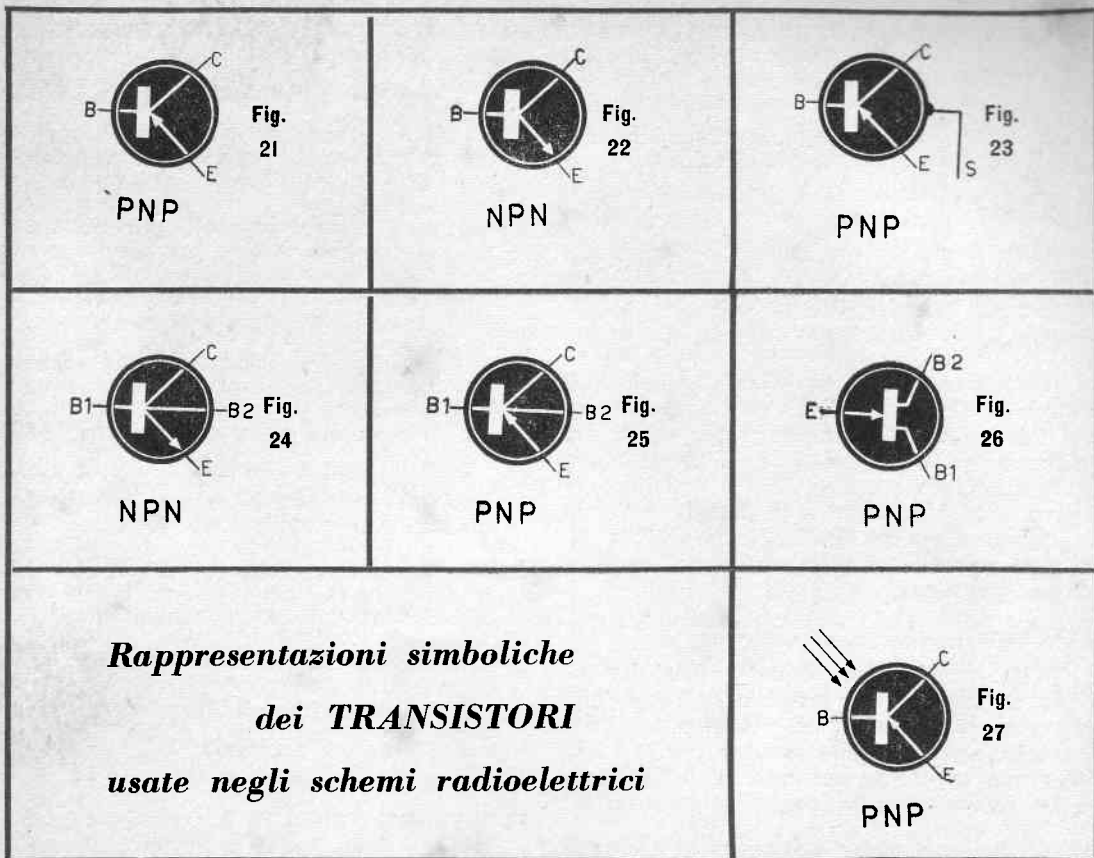 C
B
Fig.
21
E
PNP
C
B
Fig.
22
E
NPN
C
B
Fig.
23
E
S
PNP
C
B1
B2
Fig.
24
E
NPN
C
B1
B2
Fig.
25
E
PNP
B2
E
Fig.
26
B1
PNP
Rappresentazioni simboliche
dei TRANSISTORI
usate negli schemi radioelettrici
C
B
Fig.
27
E
PNP